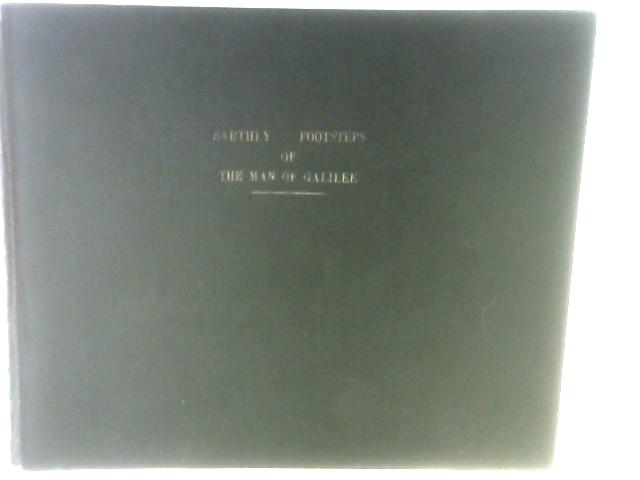 EARTHLY FOOTSTEPS
OF
THE MAN OF GALILEE